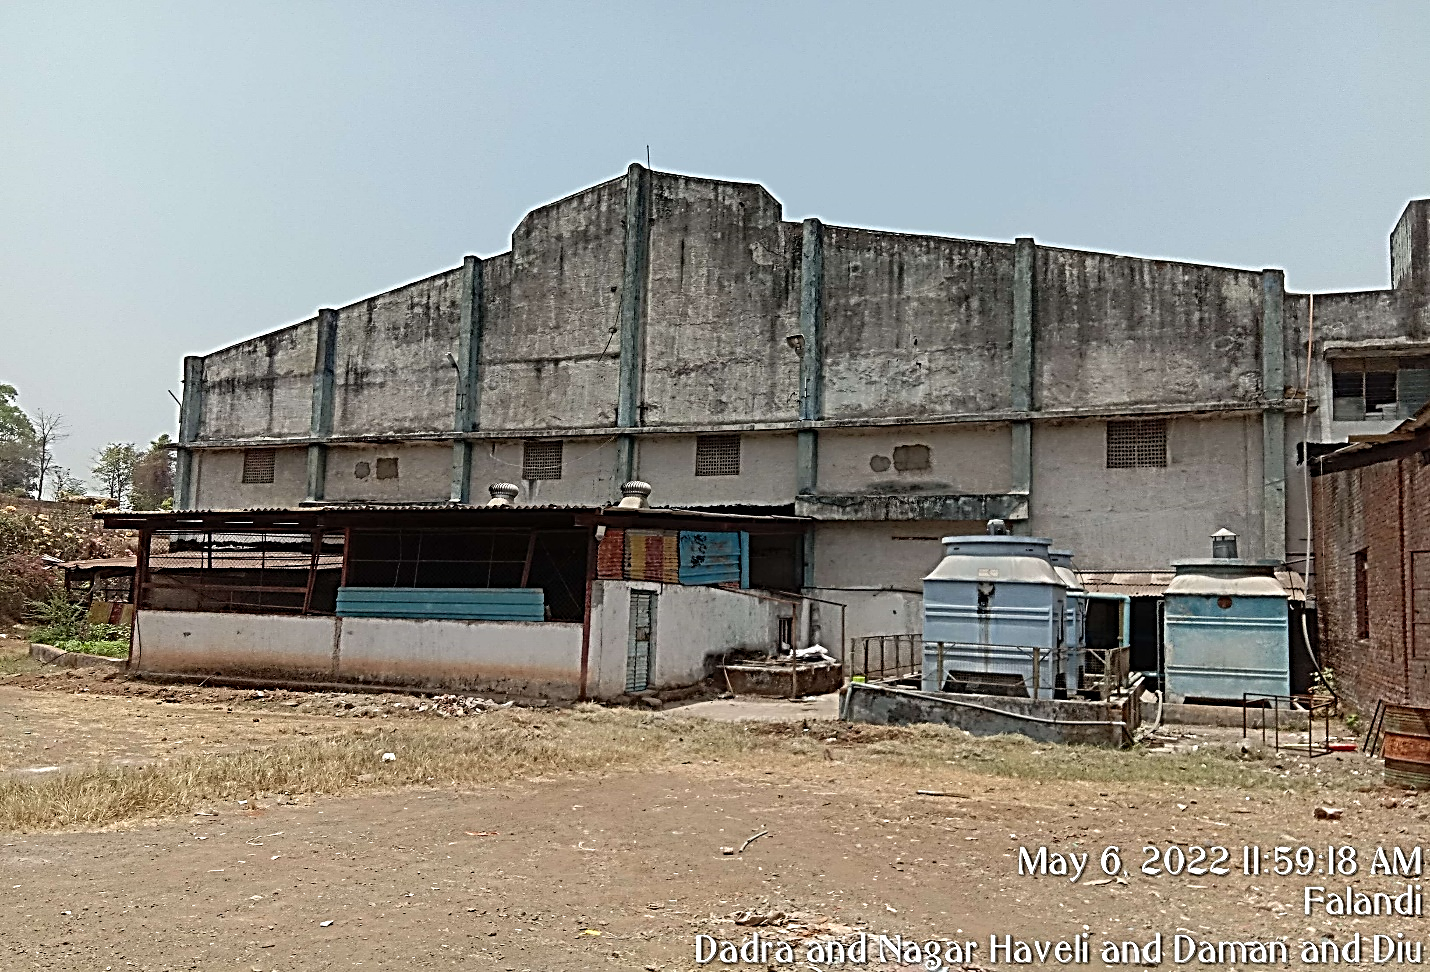 May 6, 2022 11:59:18 AM
Falandi
Dadra and Nagar Haveli and Daman and Diu